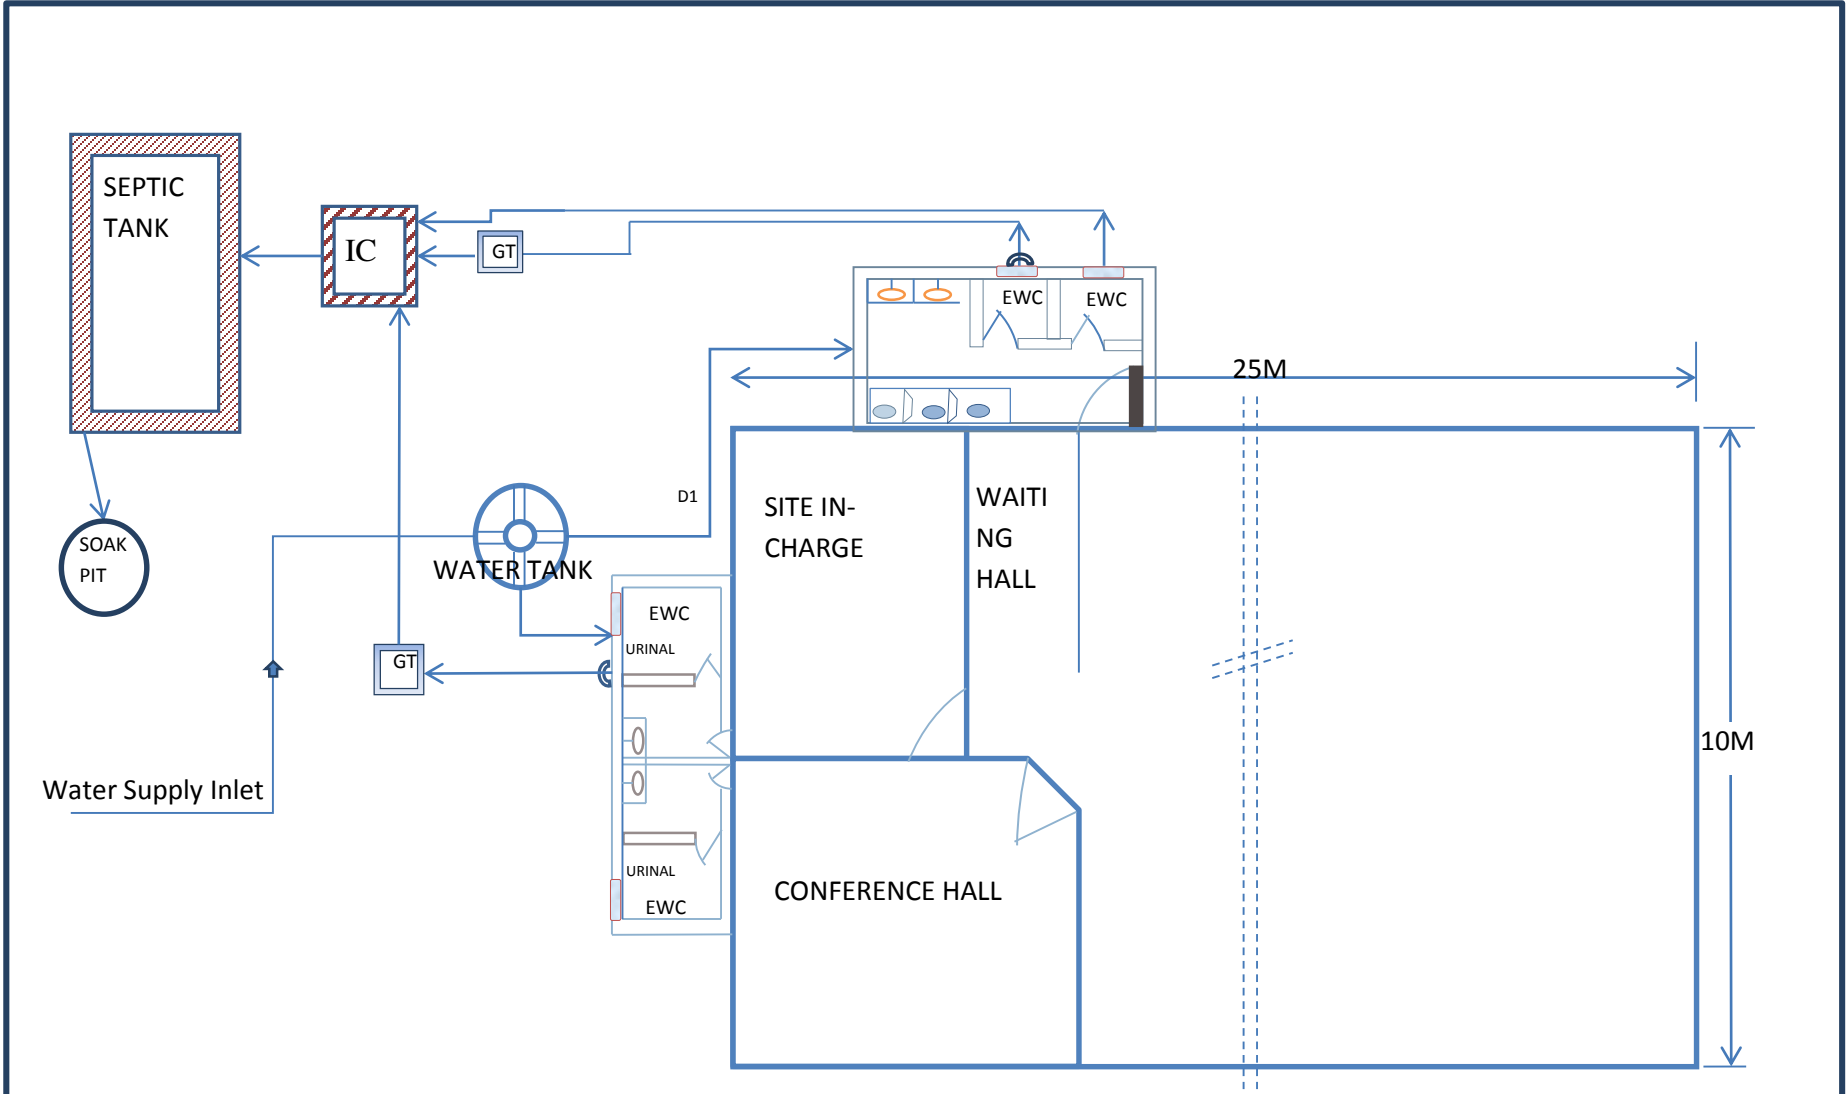 SEPTIC
TANK
IC
GT
EWC
EWC
25M
D1
SITE IN-
CHARGE
WAITI
NG
HALL
SOAK
PIT
WATER TANK
EWC
URINAL
GT
10M
Water Supply Inlet
URINAL
EWC
CONFERENCE HALL